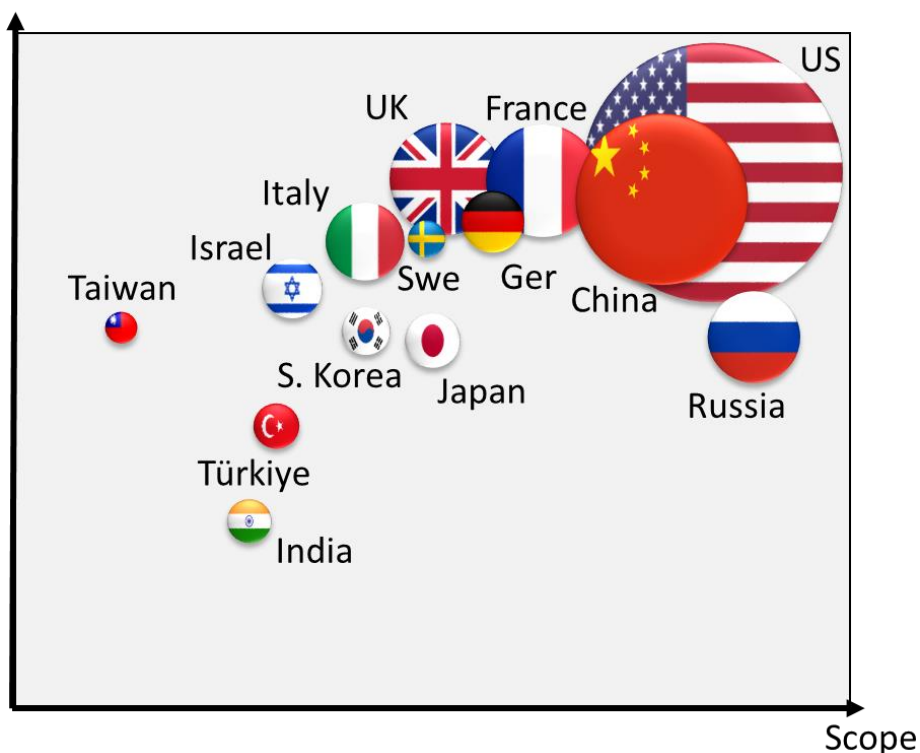 US
UK
France
Italy
Israel
Swe
Ger
Taiwan
China
S. Korea
Japan
Russia
Türkiye
India
Scope